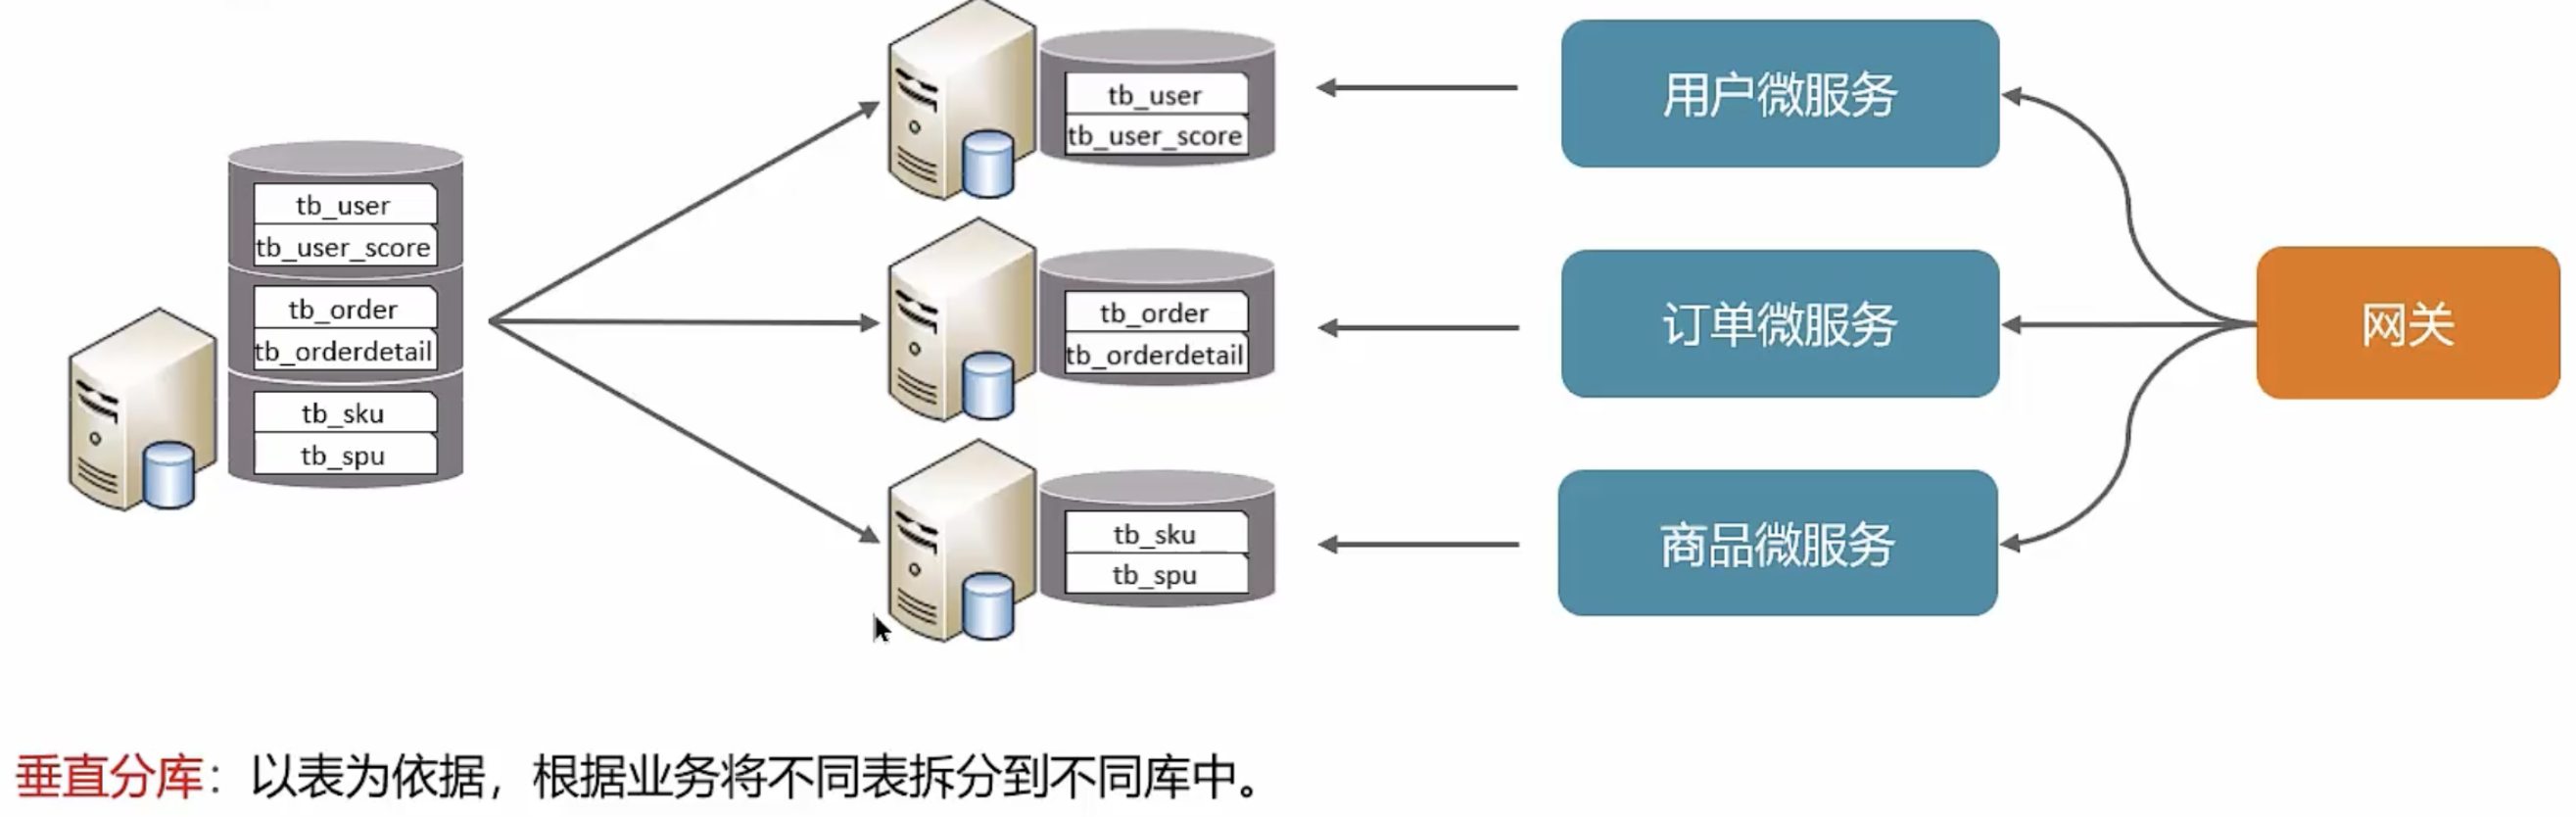 tb_user
tb_user_score
tb_order
tb_orderdetail
tb_sku
tb_spu
tb_user
tb_user_score
tb_order
tb_orderdetail
tb_sku
tb_spu
用户微服务
订单微服务
商品微服务
网关
垂直分库：以表为依据，根据业务将不同表拆分到不同库中。